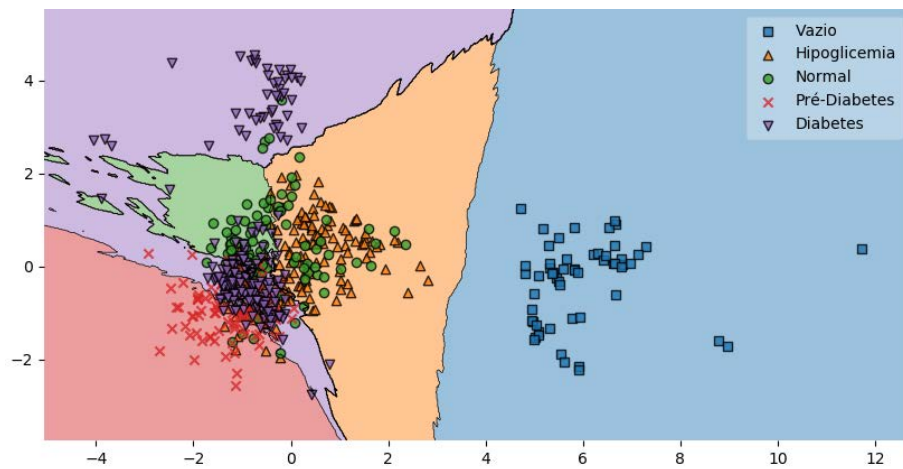 Vazio
Hipoglicemia
Normal
Pré-Diabetes
Diabetes
4
2
0
−2
−4
−2
0
2
4
6
8
10
12